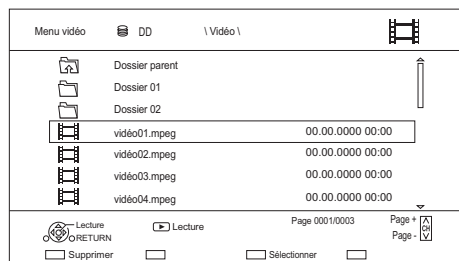 Menu vidéo DD \ Vidéo \
Dossier parent
Dossier 01
Dossier 02
vidéo01.mpeg 00.00.0000 00:00
vidéo02.mpeg 00.00.0000 00:00
vidéo03.mpeg 00.00.0000 00:00
vidéo04.mpeg 00.00.0000 00:00
Lecture Lecture Page 0001/0003 Page +
CH
RETURN Page -
Supprimer Sélectionner